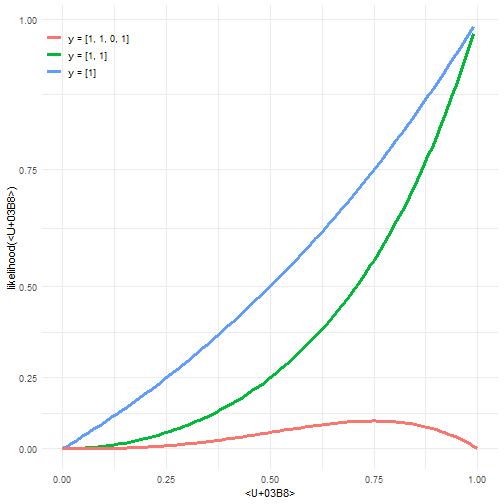 1.00
y = [1, 1, 0, 1]
y = [1, 1]
y = [1]
0.75
0.50
0.25
0.00
likelihood(<U+03B8>)
0.00 0.25 0.50 0.75 1.00
<U+03B8>